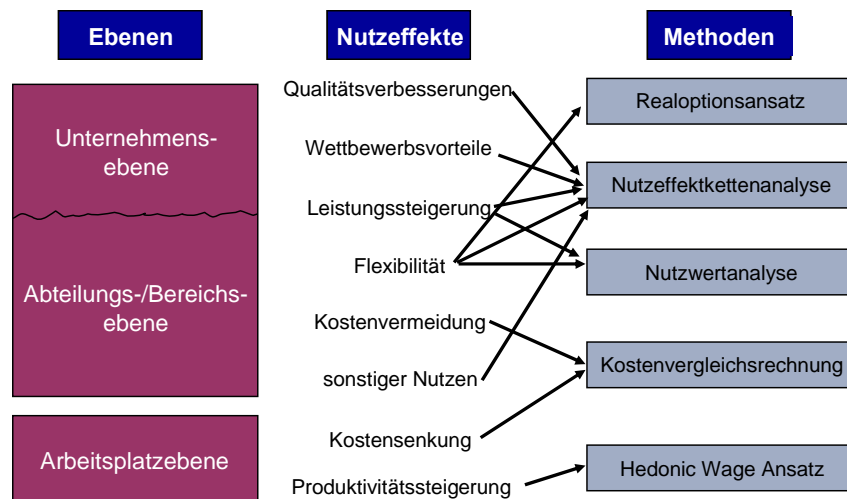 Ebenen
Nutzeffekte
Methoden
Unternehmens-
ebene
Abteilungs-/Bereichs-
ebene
Arbeitsplatzebene
Qualitätsverbesserungen
Wettbewerbsvorteile
Leistungssteigerung
Flexibilität
Kostenvermeidung
sonstiger Nutzen
Kostensenkung
Produktivitätssteigerung
Realoptionsansatz
Nutzeffektkettenanalyse
Nutzwertanalyse
Kostenvergleichsrechnung
Hedonic Wage Ansatz